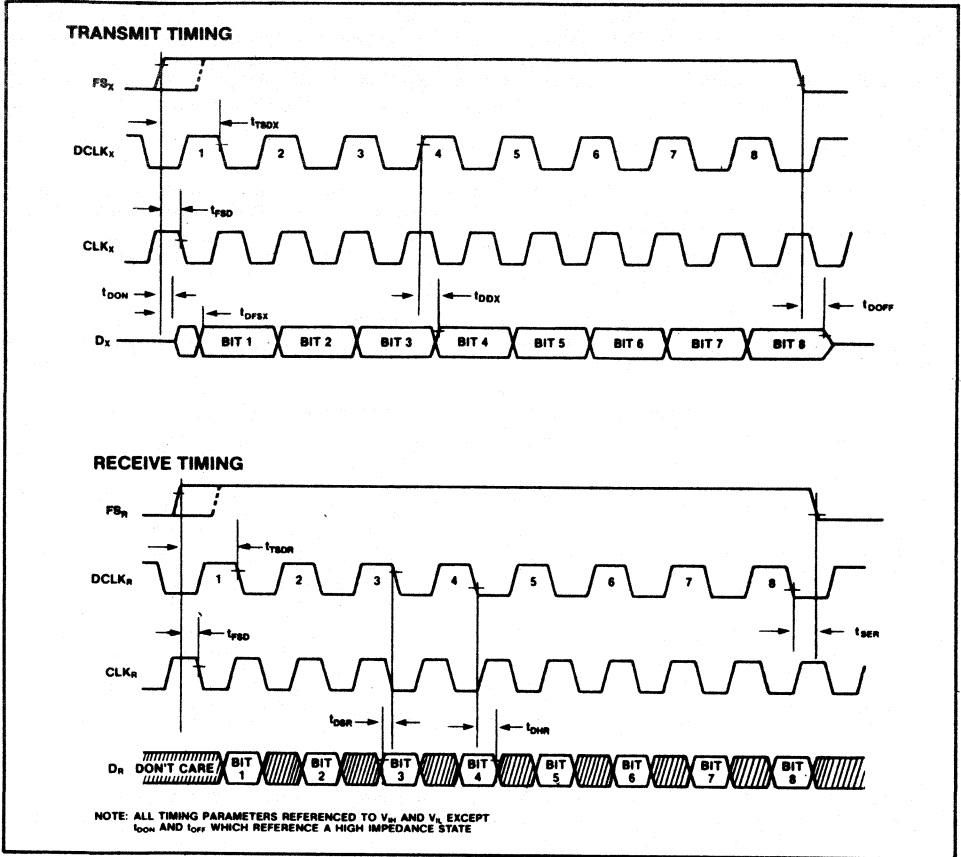 TRANSMIT TIMING
FSX
tTSDX
DCLKX
1 2 3 4 5 6 7 8
tFSD
CLKX
tDON
tDFSX
tDDX
tDOFF
DX
BIT 1 BIT 2 BIT 3 BIT 4 BIT 5 BIT 6 BIT 7 BIT 8
RECEIVE TIMING
FSR
tTSDR
DCLKR
1 2 3 4 5 6 7 8
tFSD
tSER
CLKR
tDSR
tDHR
DR DON'T CARE BIT 1 BIT 2 BIT 3 BIT 4 BIT 5 BIT 6 BIT 7 BIT 8
NOTE: ALL TIMING PARAMETERS REFERENCED TO VIH AND VIL EXCEPT
tDON AND tOFF WHICH REFERENCE A HIGH IMPEDANCE STATE